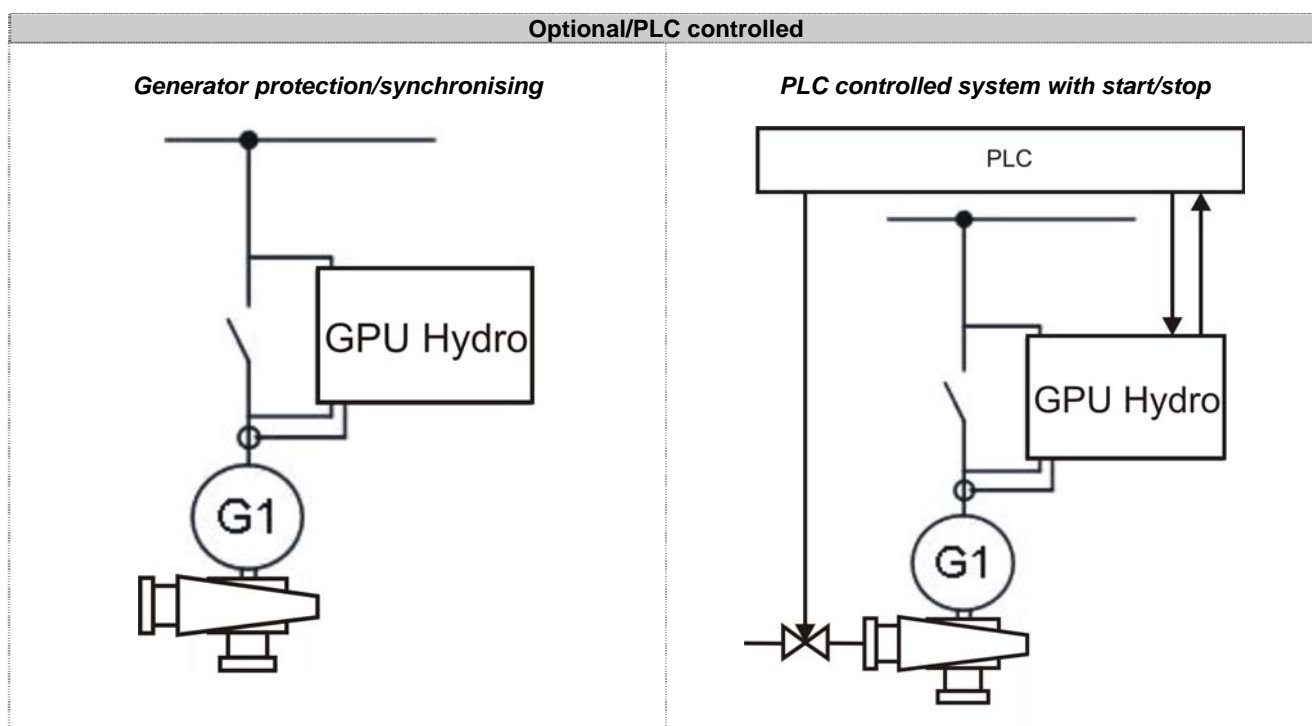 Optional/PLC controlled
Generator protection/synchronising
GPU Hydro
G1
PLC controlled system with start/stop
PLC
GPU Hydro
G1